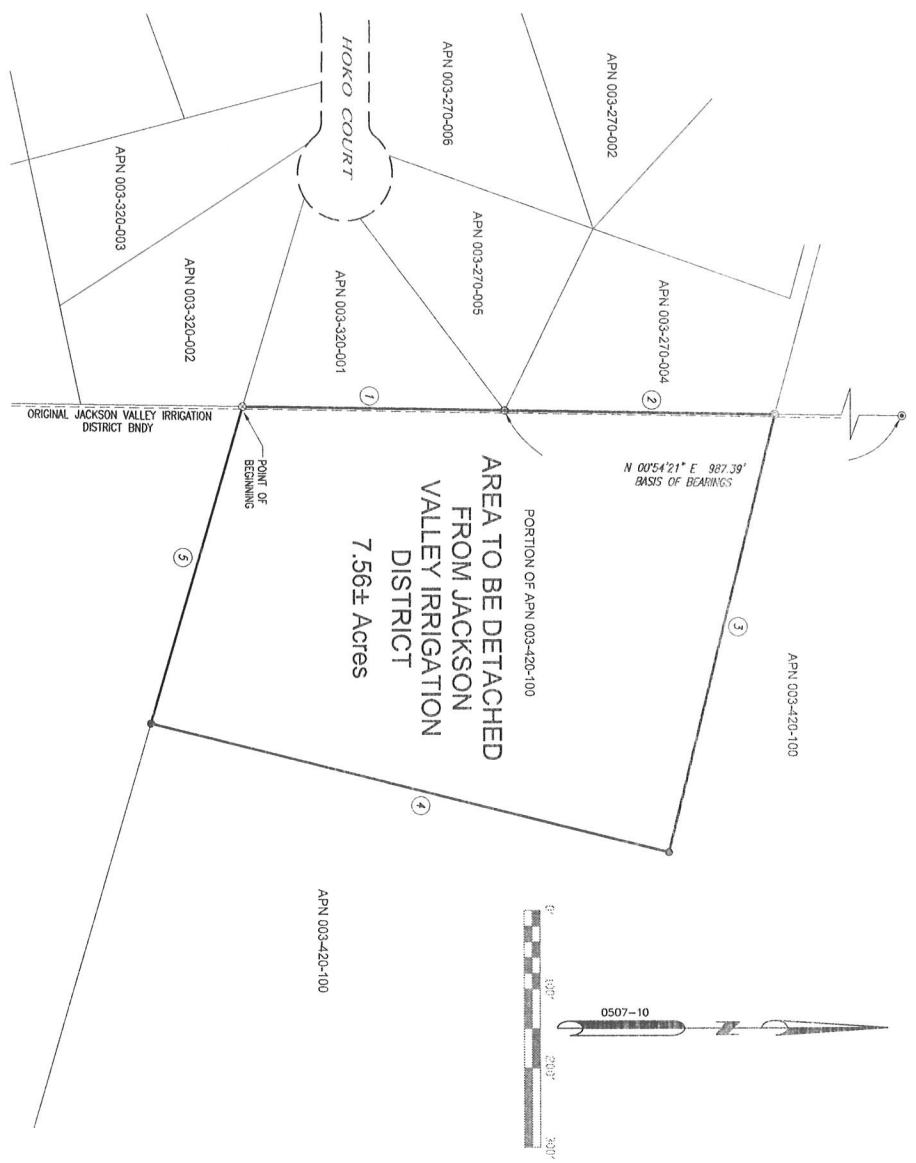 HOKO COURT
APN 003-270-006
APN 003-270-002
APN 003-320-003
APN 003-270-005
APN 003-320-002
APN 003-320-001
APN 003-270-004
ORIGINAL JACKSON VALLEY IRRIGATION
DISTRICT BNDY
1
2
POINT OF
BEGINNING
N 00°54'21" E 987.39'
BASIS OF BEARINGS
PORTION OF APN 003-420-100
AREA TO BE DETACHED
FROM JACKSON
VALLEY IRRIGATION
DISTRICT
7.56± Acres
5
3
APN 003-420-100
4
APN 003-420-100
0'
100'
200'
300'
0507-10
Z